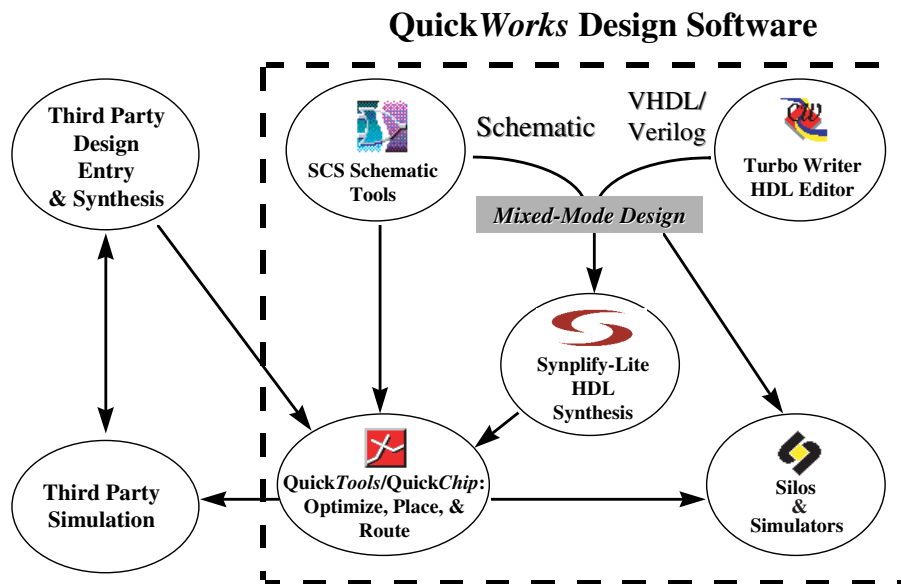 QuickWorks Design Software
Third Party
Design
Entry
& Synthesis
SCS Schematic
Tools
Schematic
VHDL/
Verilog
Turbo Writer
HDL Editor
Mixed-Mode Design
Synplify-Lite
HDL
Synthesis
Third Party
Simulation
QuickTools/QuickChip:
Optimize, Place, &
Route
Silos
&
Simulators